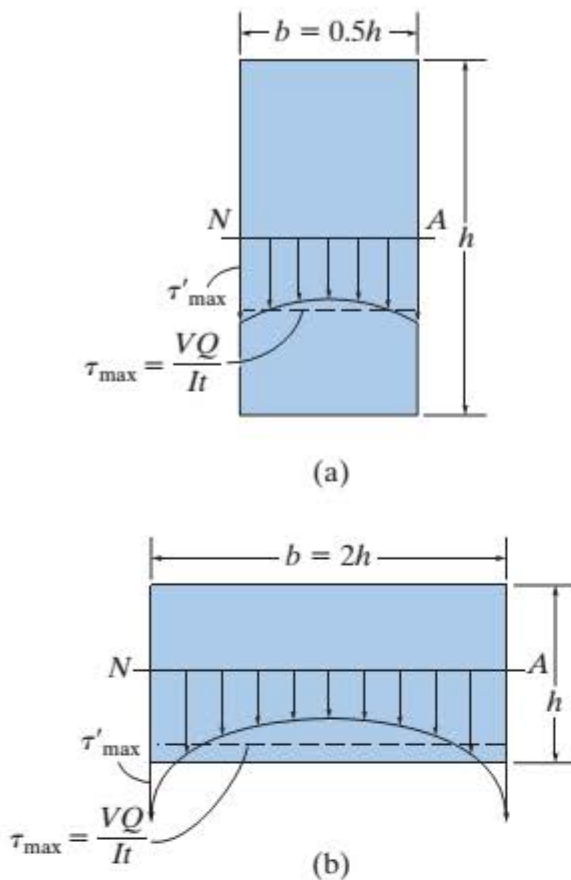 b = 0.5h
N
A
h
τ′max
τmax = VQ/It
(a)
b = 2h
N
A
h
τ′max
τmax = VQ/It
(b)